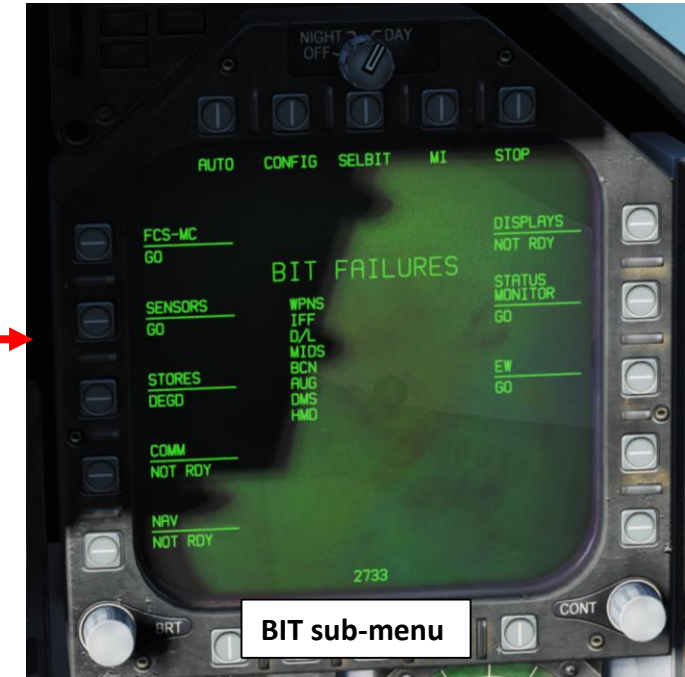 NIGHT DAY
OFF
AUTO CONFIG SELBIT MI STOP
FCS-MC
GO
SENSORS
GO
STORES
DEGD
COMM
NOT RDY
NAV
NOT RDY
BIT FAILURES
WPNS
IFF
D/L
MIDS
BCN
AUG
DMS
HMD
DISPLAYS
NOT RDY
STATUS
MONITOR
GO
EW
GO
2733
BRT
CONT
BIT sub-menu